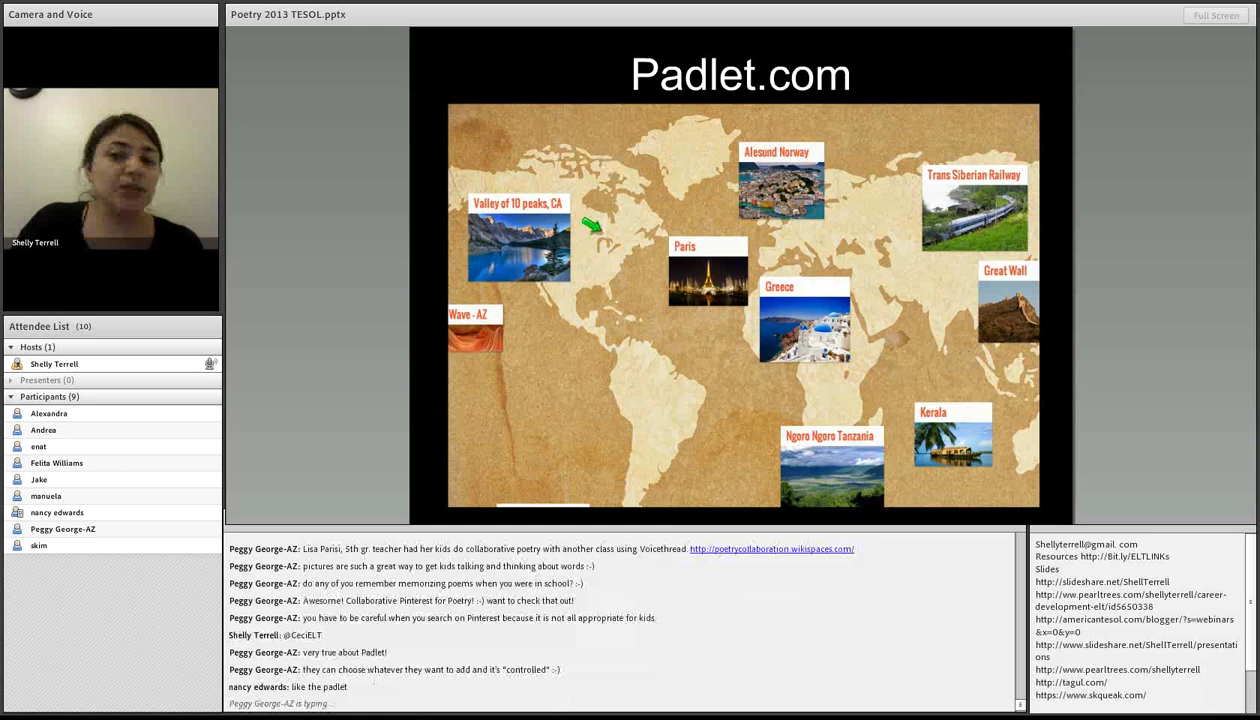 Camera and Voice
Shelly Terrell
Attendee List (10)
Hosts (1)
Shelly Terrell
Presenters (0)
Participants (9)
Alexandra
Andrea
enat
Felita Williams
Jake
manuela
nancy edwards
Peggy George-AZ
skim
Poetry 2013 TESOL.pptx
Full Screen
Padlet.com
Alesund Norway
Trans Siberian Railway
Valley of 10 peaks, CA
Paris
Great Wall
Greece
Wave - AZ
Kerala
Ngoro Ngoro Tanzania
Peggy George-AZ: Lisa Parisi, 5th gr. teacher had her kids do collaborative poetry with another class using Voicethread. http://poetrycollaboration.wikispaces.com/
Peggy George-AZ: pictures are such a great way to get kids talking and thinking about words :-)
Peggy George-AZ: do any of you remember memorizing poems when you were in school? :-)
Peggy George-AZ: Awesome! Collaborative Pinterest for Poetry! :-) want to check that out!
Peggy George-AZ: you have to be careful when you search on Pinterest because it is not all appropriate for kids.
Shelly Terrell: @CeciELT
Peggy George-AZ: very true about Padlet!
Peggy George-AZ: they can choose whatever they want to add and it's "controlled" :-)
nancy edwards: like the padlet
Peggy George-AZ is typing...
Shellyterrell@gmail. com
Resources http://Bit.ly/ELTLINKs
Slides
http://slideshare.net/ShellTerrell
http://ww.pearltrees.com/shellyterrell/career-
development-elt/id5650338
http://americantesol.com/blogger/?s=webinars
&x=0&y=0
http://www.slideshare.net/ShellTerrell/presentati
ons
http://www.pearltrees.com/shellyterrell
http://tagul.com/
https://www.skqueak.com/